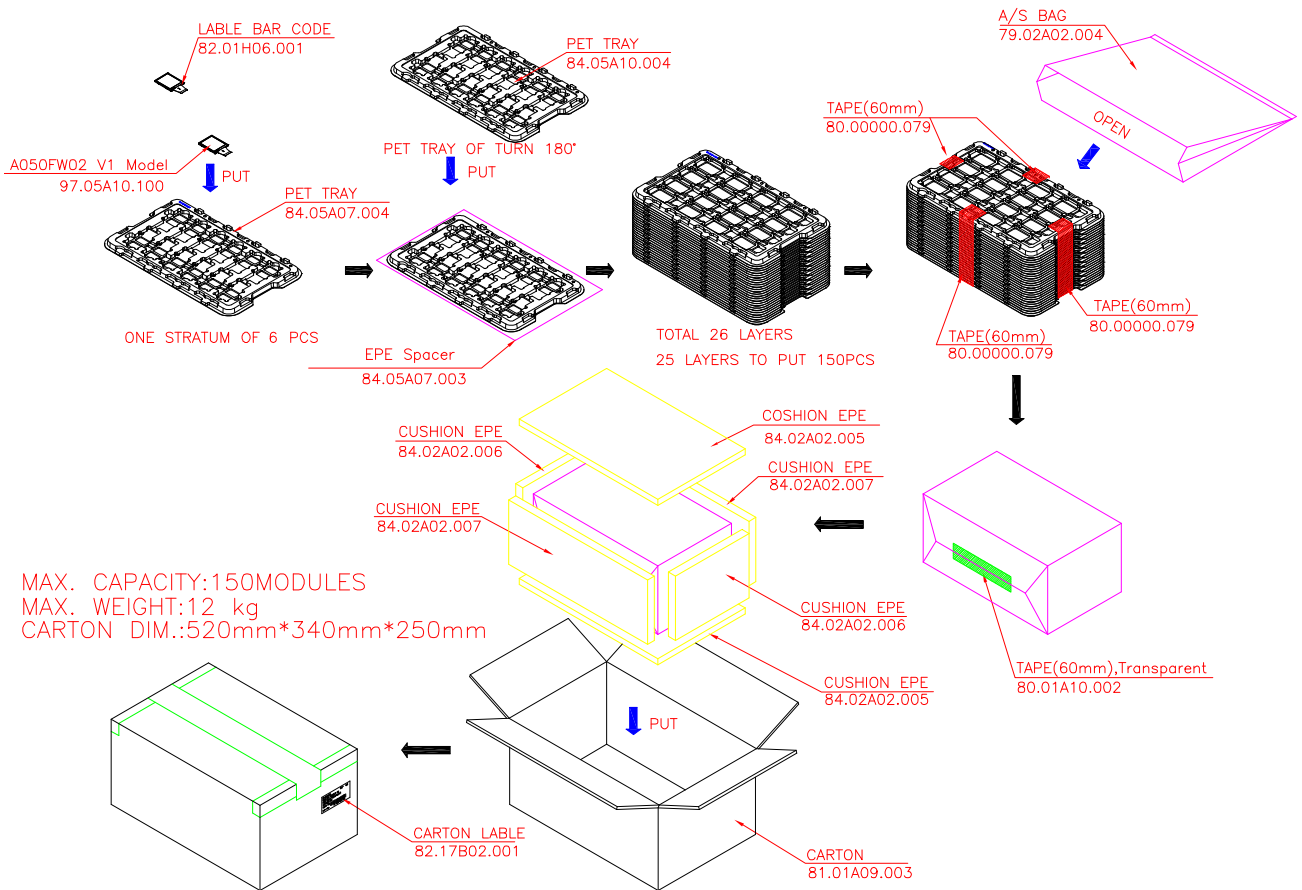 LABLE BAR CODE
82.01H06.001
PET TRAY
84.05A10.004
A/S BAG
79.02A02.004
OPEN
TAPE(60mm)
80.00000.079
PET TRAY OF TURN 180°
A050FW02 V1 Model
97.05A10.100
PUT
PUT
PET TRAY
84.05A07.004
ONE STRATUM OF 6 PCS
EPE Spacer
84.05A07.003
TOTAL 26 LAYERS
25 LAYERS TO PUT 150PCS
TAPE(60mm)
80.00000.079
TAPE(60mm)
80.00000.079
COSHION EPE
84.02A02.005
CUSHION EPE
84.02A02.006
CUSHION EPE
84.02A02.007
CUSHION EPE
84.02A02.007
CUSHION EPE
84.02A02.006
CUSHION EPE
84.02A02.005
TAPE(60mm),Transparent
80.01A10.002
MAX. CAPACITY:150MODULES
MAX. WEIGHT:12 kg
CARTON DIM.:520mm*340mm*250mm
PUT
CARTON LABLE
82.17B02.001
CARTON
81.01A09.003